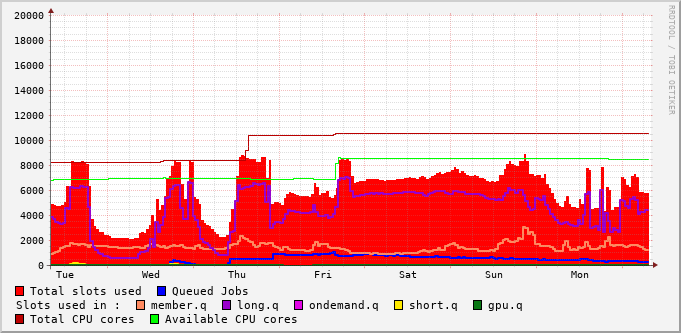 20000
18000
16000
14000
12000
10000
8000
6000
4000
2000
0
Tue Wed Thu Fri Sat Sun Mon
RRDTOOL / TOBI OETIKER
Total slots used Queued Jobs
Slots used in : member.q long.q ondemand.q short.q gpu.q
Total CPU cores Available CPU cores